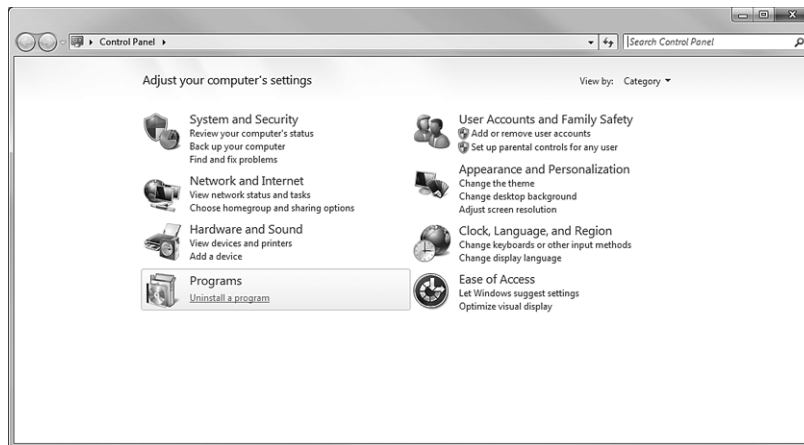 Control Panel
Search Control Panel
Adjust your computer's settings
View by: Category
System and Security
Review your computer's status
Back up your computer
Find and fix problems
Network and Internet
View network status and tasks
Choose homegroup and sharing options
Hardware and Sound
View devices and printers
Add a device
Programs
Uninstall a program
User Accounts and Family Safety
Add or remove user accounts
Set up parental controls for any user
Appearance and Personalization
Change the theme
Change desktop background
Adjust screen resolution
Clock, Language, and Region
Change keyboards or other input methods
Change display language
Ease of Access
Let Windows suggest settings
Optimize visual display